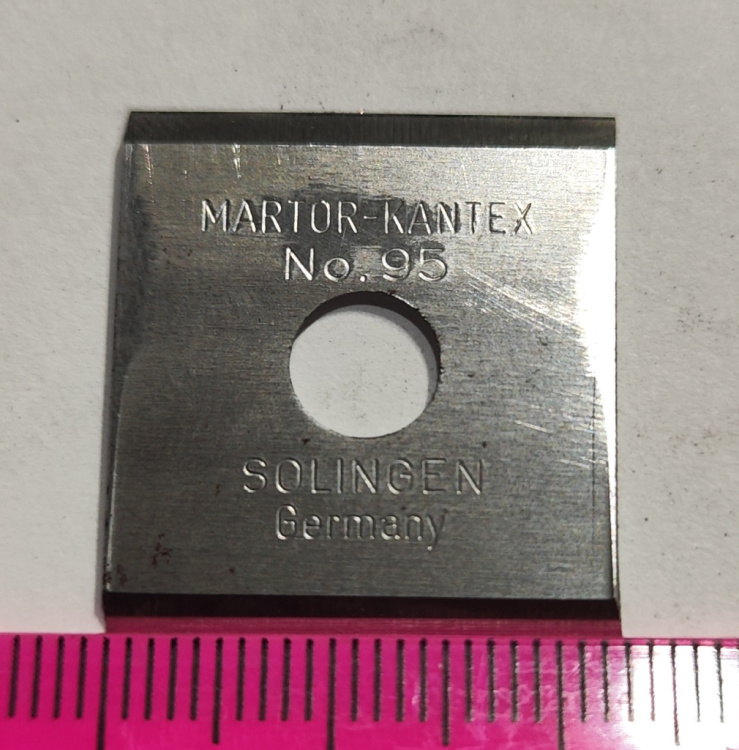 MARTOR-KANTEX
No. 95
SOLINGEN
Germany